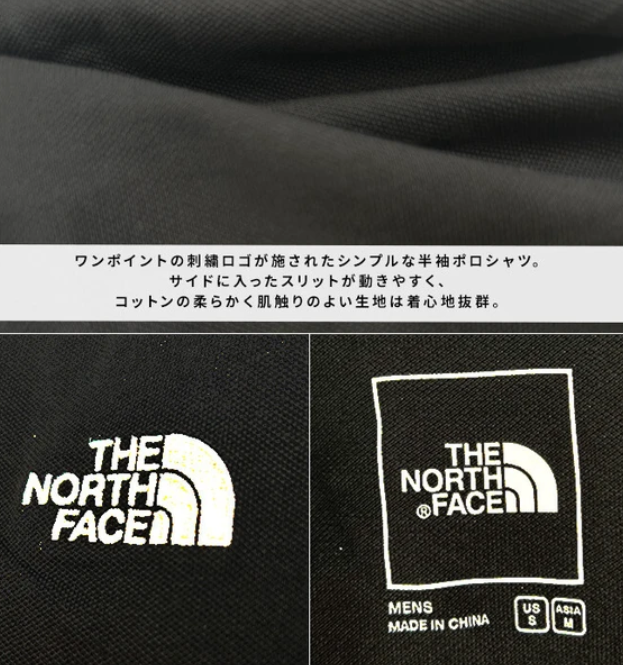 ワンポイントの刺繍ロゴが施されたシンプルな半袖ポロシャツ。
サイドに入ったスリットが動きやすく、
コットンの柔らかく肌触りのよい生地は着心地抜群。
THE
NORTH
FACE
THE
NORTH
®FACE
MENS
MADE IN CHINA
US
S
ASIA
M